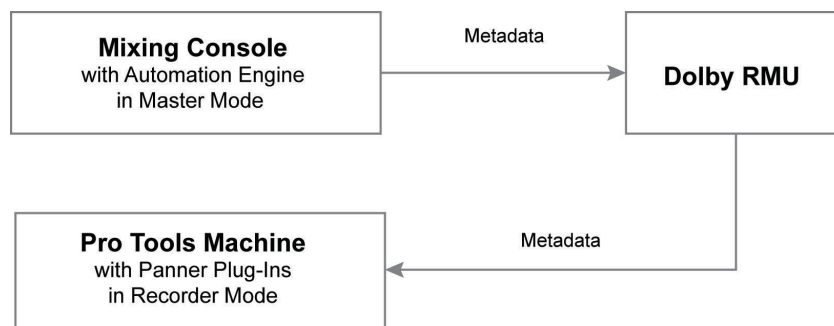 Mixing Console
with Automation Engine
in Master Mode
Metadata
Dolby RMU
Pro Tools Machine
with Panner Plug-Ins
in Recorder Mode
Metadata